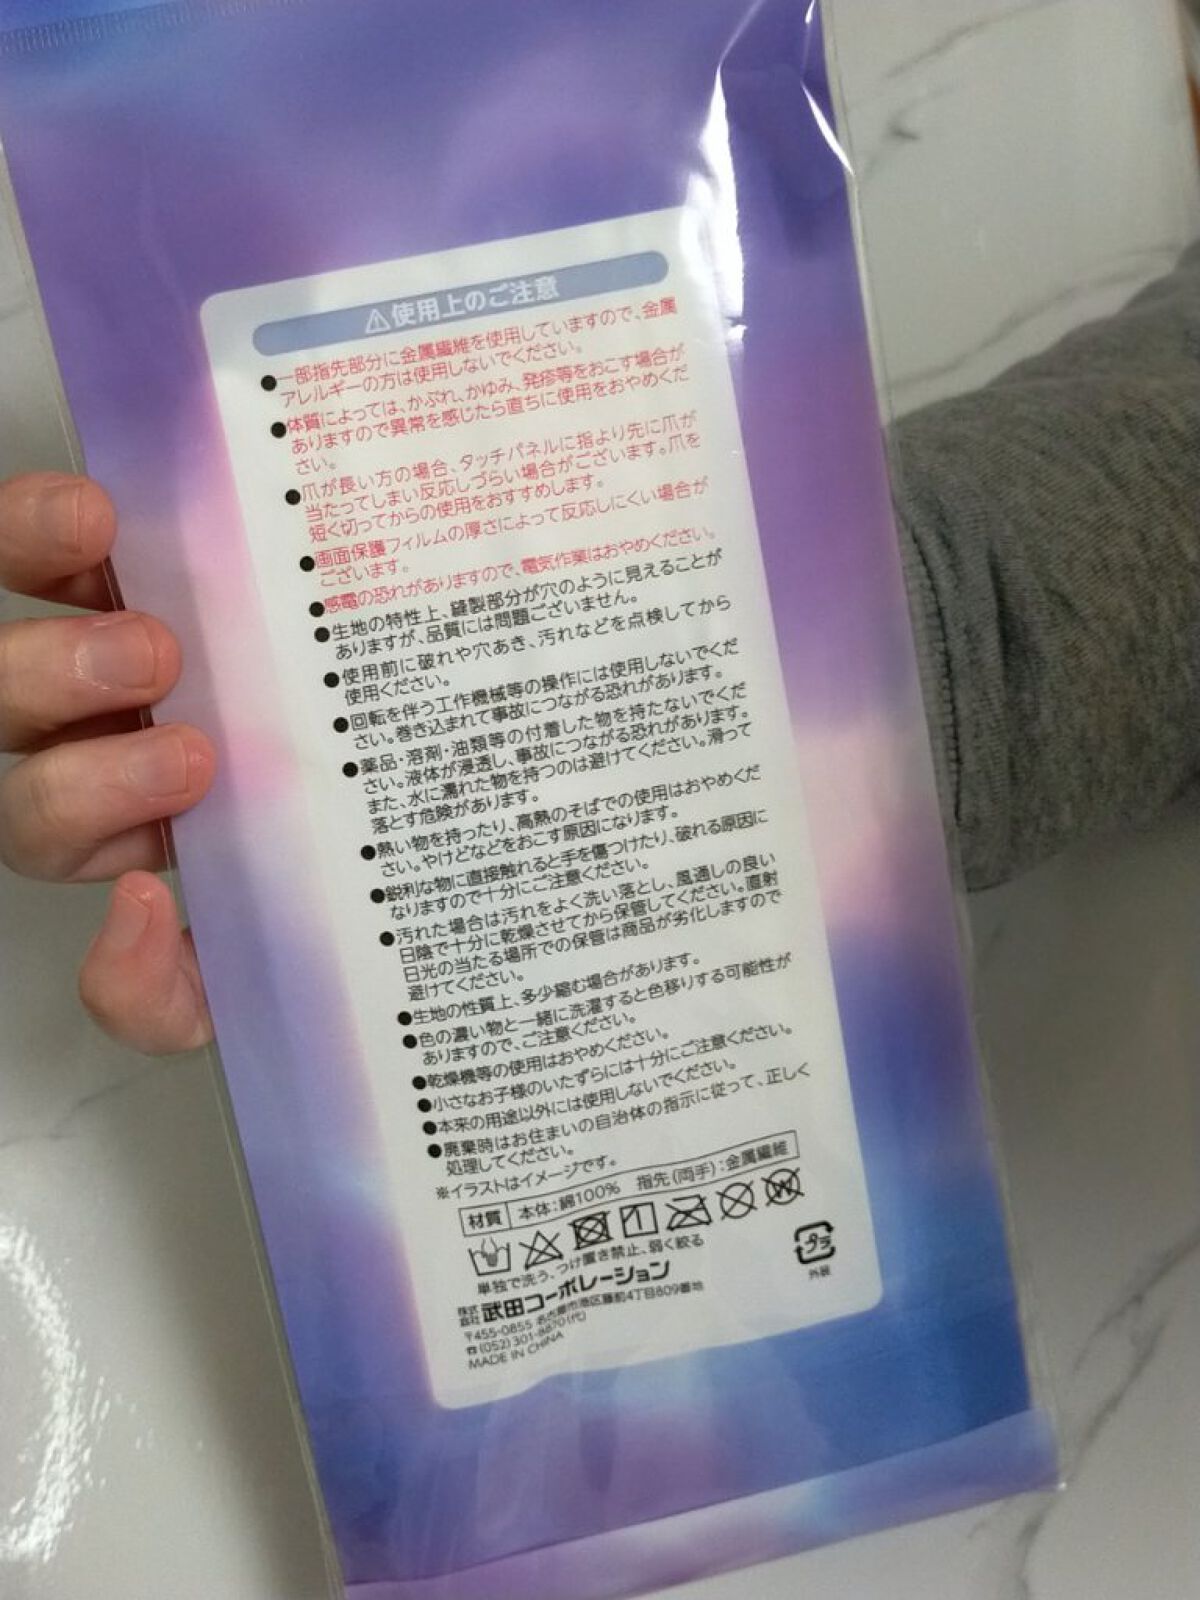 ⚠使用上のご注意
●一部指先部分に金属繊維を使用していますので、金属
アレルギーの方は使用しないでください。
●体質によっては、かぶれ、かゆみ、発疹等をおこす場合が
ありますので異常を感じたら直ちに使用をおやめくだ
さい。
●爪が長い方の場合、タッチパネルに指より先に爪が
当たってしまい反応しづらい場合がございます。爪を
短く切ってからの使用をおすすめします。
●画面保護フィルムの厚さによって反応しにくい場合が
ございます。
●感電の恐れがありますので、電気作業はおやめください。
●生地の特性上、縫製部分が穴のように見えることが
ありますが、品質には問題ございません。
●使用前に破れや穴あき、汚れなどを点検してから
使用ください。
●回転を伴う工作機械等の操作には使用しないでくだ
さい。巻き込まれて事故につながる恐れがあります。
●薬品・溶剤・油類等の付着した物を持たないでくだ
さい。液体が浸透し、事故につながる恐れがあります。
また、水に濡れた物を持つのは避けてください。滑って
落とす危険があります。
●熱い物を持ったり、高熱のそばでの使用はおやめくだ
さい。やけどなどをおこす原因になります。
●鋭利な物に直接触れると手を傷つけたり、破れる原因に
なりますので十分にご注意ください。
●汚れた場合は汚れをよく洗い落とし、風通しの良い
日陰で十分に乾燥させてから保管してください。直射
日光の当たる場所での保管は商品が劣化しますので
避けてください。
●生地の性質上、多少縮む場合があります。
●色の濃い物と一緒に洗濯すると色移りする可能性が
ありますので、ご注意ください。
●乾燥機等の使用はおやめください。
●小さなお子様のいたずらには十分にご注意ください。
●本来の用途以外には使用しないでください。
●廃棄時はお住まいの自治体の指示に従って、正しく
処理してください。
※イラストはイメージです。
材質 本体：綿100% 指先（両手）：金属繊維
W
単独で洗う、つけ置き禁止、弱く絞る
プラ
外装
株式会社 武田コーポレーション
〒455-0855 名古屋市港区藤前4丁目809番地
☎(052)301-8870(代)
MADE IN CHINA